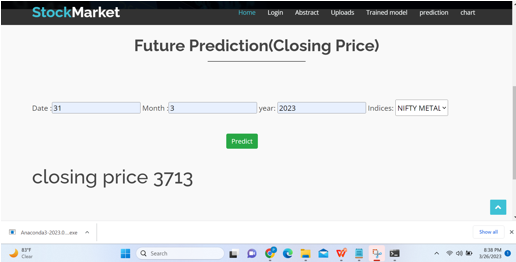 StockMarket
Home Login Abstract Uploads Trained model prediction chart
Future Prediction(Closing Price)
Date :31 Month :3 year: 2023 Indices: NIFTY METAL
Predict
closing price 3713
Anaconda3-2023.0....exe
Show all
83°F
Clear
Search
8:36 PM
3/26/2023